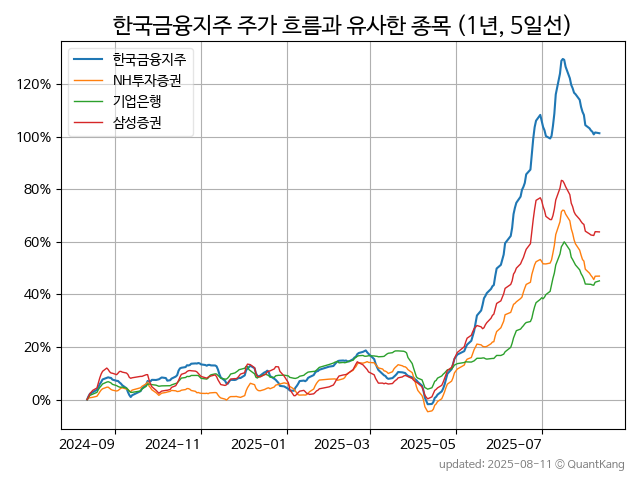 한국금융지주 주가 흐름과 유사한 종목 (1년, 5일선)
한국금융지주
NH투자증권
기업은행
삼성증권
120%
100%
80%
60%
40%
20%
0%
2024-09
2024-11
2025-01
2025-03
2025-05
2025-07
updated: 2025-08-11 © QuantKang